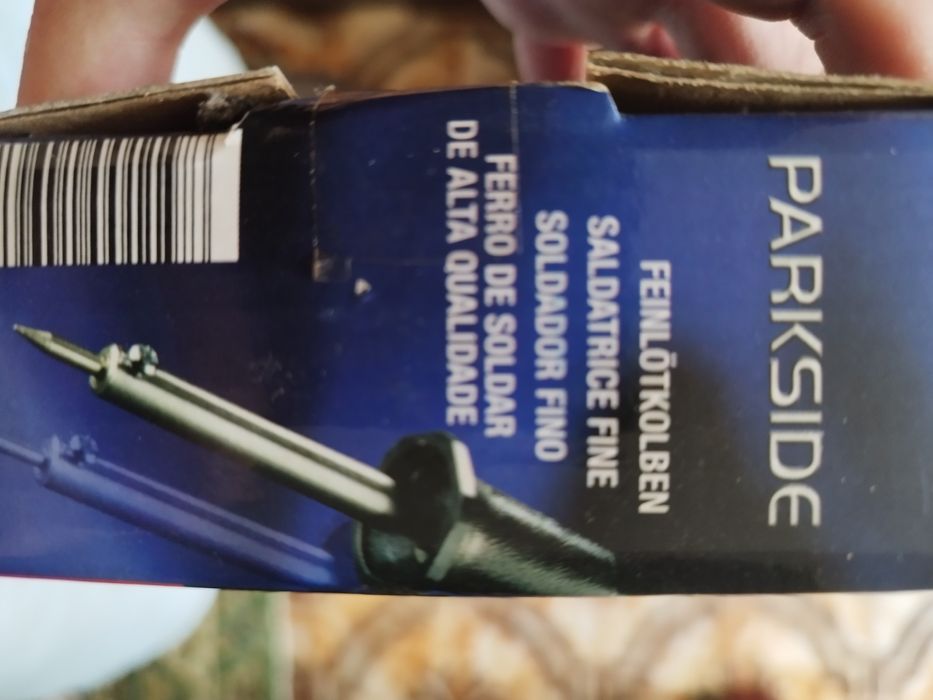 PARKSIDE
FEINLÖTKOLBEN
SALDATRICE FINE
SOLDADOR FINO
FERRO DE SOLDAR
DE ALTA QUALIDADE